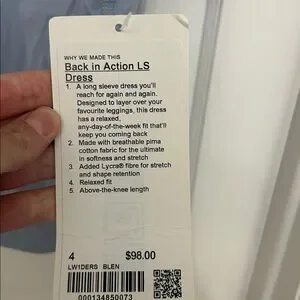 WHY WE MADE THIS
Back in Action LS
Dress
1. A long sleeve dress you'll
reach for again and again.
Designed to layer over your
favourite leggings, this dress
has a relaxed,
any-day-of-the-week fit that'll
keep you coming back
2. Made with breathable pima
cotton fabric for the ultimate
in softness and stretch
3. Added Lycra® fibre for stretch
and shape retention
4. Relaxed fit
5. Above-the-knee length
4 $98.00
LW1DERS BLEN
000134850073